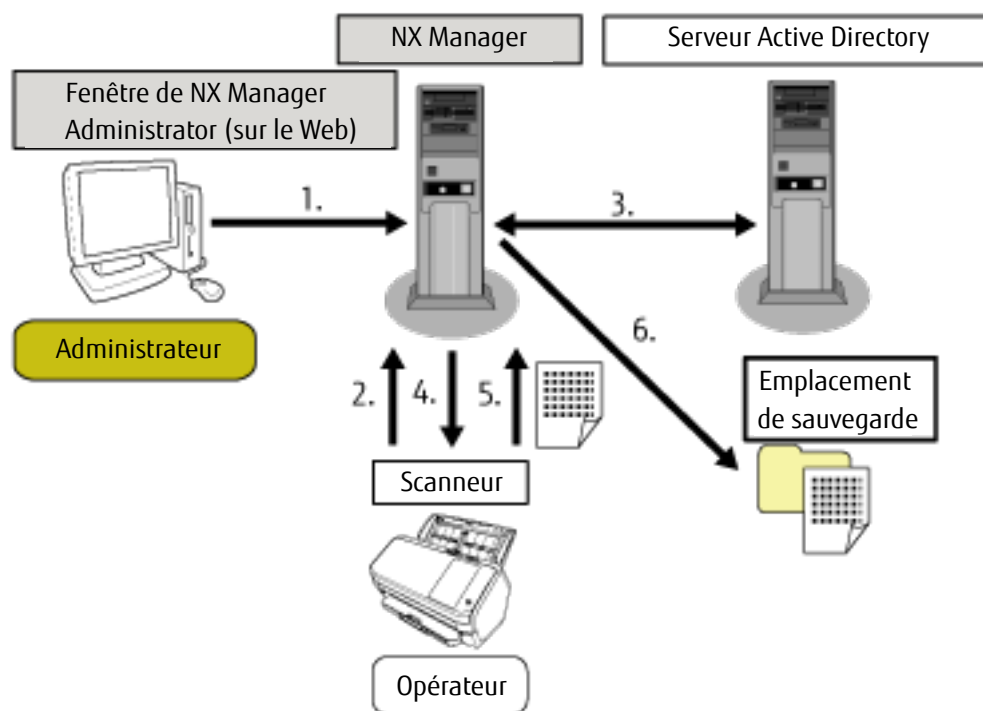 NX Manager
Serveur Active Directory
Fenêtre de NX Manager
Administrator (sur le Web)
1.
3.
Administrateur
6.
2.
4.
5.
Emplacement
de sauvegarde
Scanneur
Opérateur